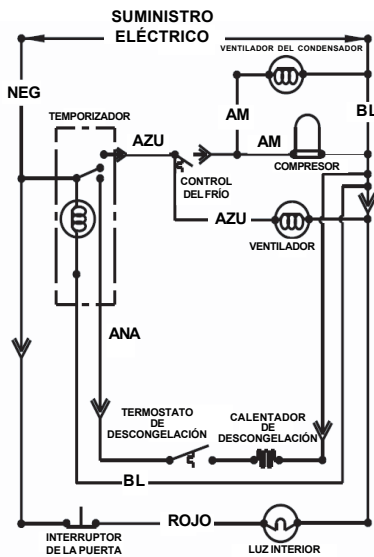 SUMINISTRO
ELÉCTRICO
VENTILADOR DEL CONDENSADOR
NEG
BL
TEMPORIZADOR
AM
AZU
AM
COMPRESOR
CONTROL
DEL FRÍO
AZU
VENTILADOR
ANA
TERMOSTATO
DE
DESCONGELACIÓN
CALENTADOR
DE
DESCONGELACIÓN
BL
ROJO
INTERRUPTOR
DE LA PUERTA
LUZ INTERIOR